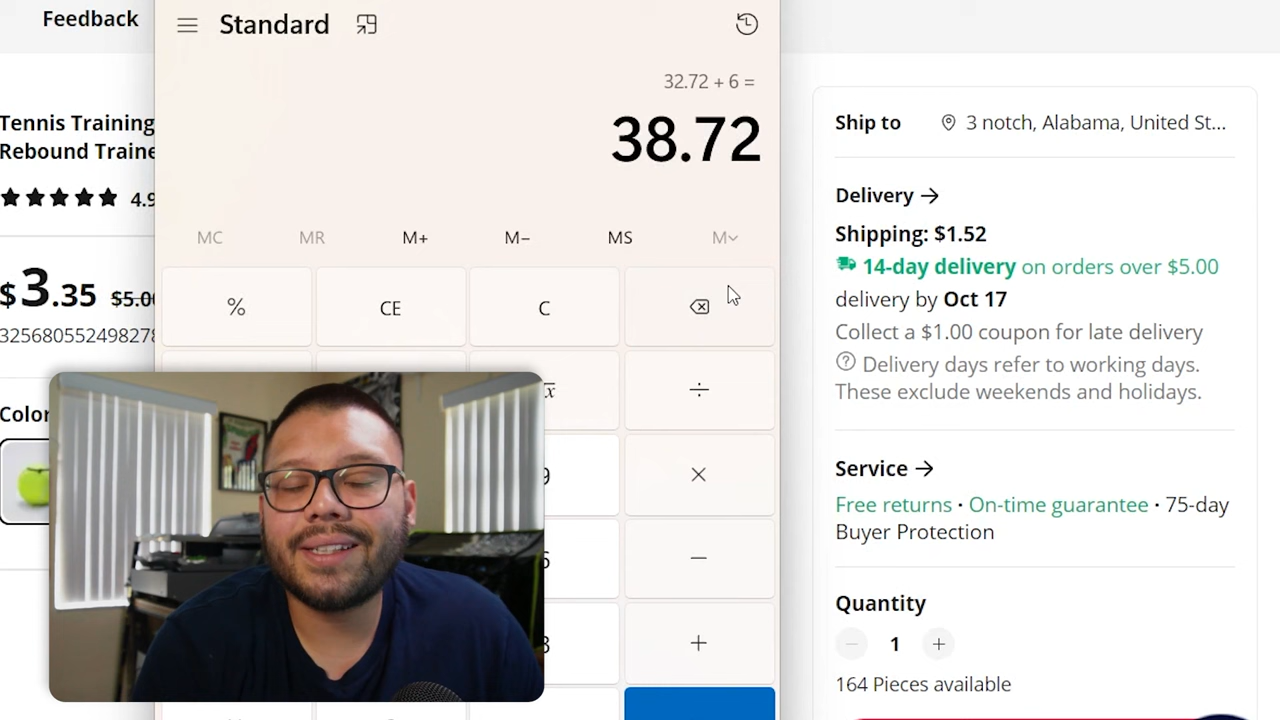 Feedback
Standard
32.72 + 6 =
38.72
MC MR M+ M− MS M
% CE C
÷
×
−
+
Tennis Training
Rebound Traine
4.9
$3.35 $5.0
325680552498278
Color
Ship to 3 notch, Alabama, United St...
Delivery →
Shipping: $1.52
14-day delivery on orders over $5.00
delivery by Oct 17
Collect a $1.00 coupon for late delivery
Delivery days refer to working days.
These exclude weekends and holidays.
Service →
Free returns · On-time guarantee · 75-day
Buyer Protection
Quantity
− 1 +
164 Pieces available